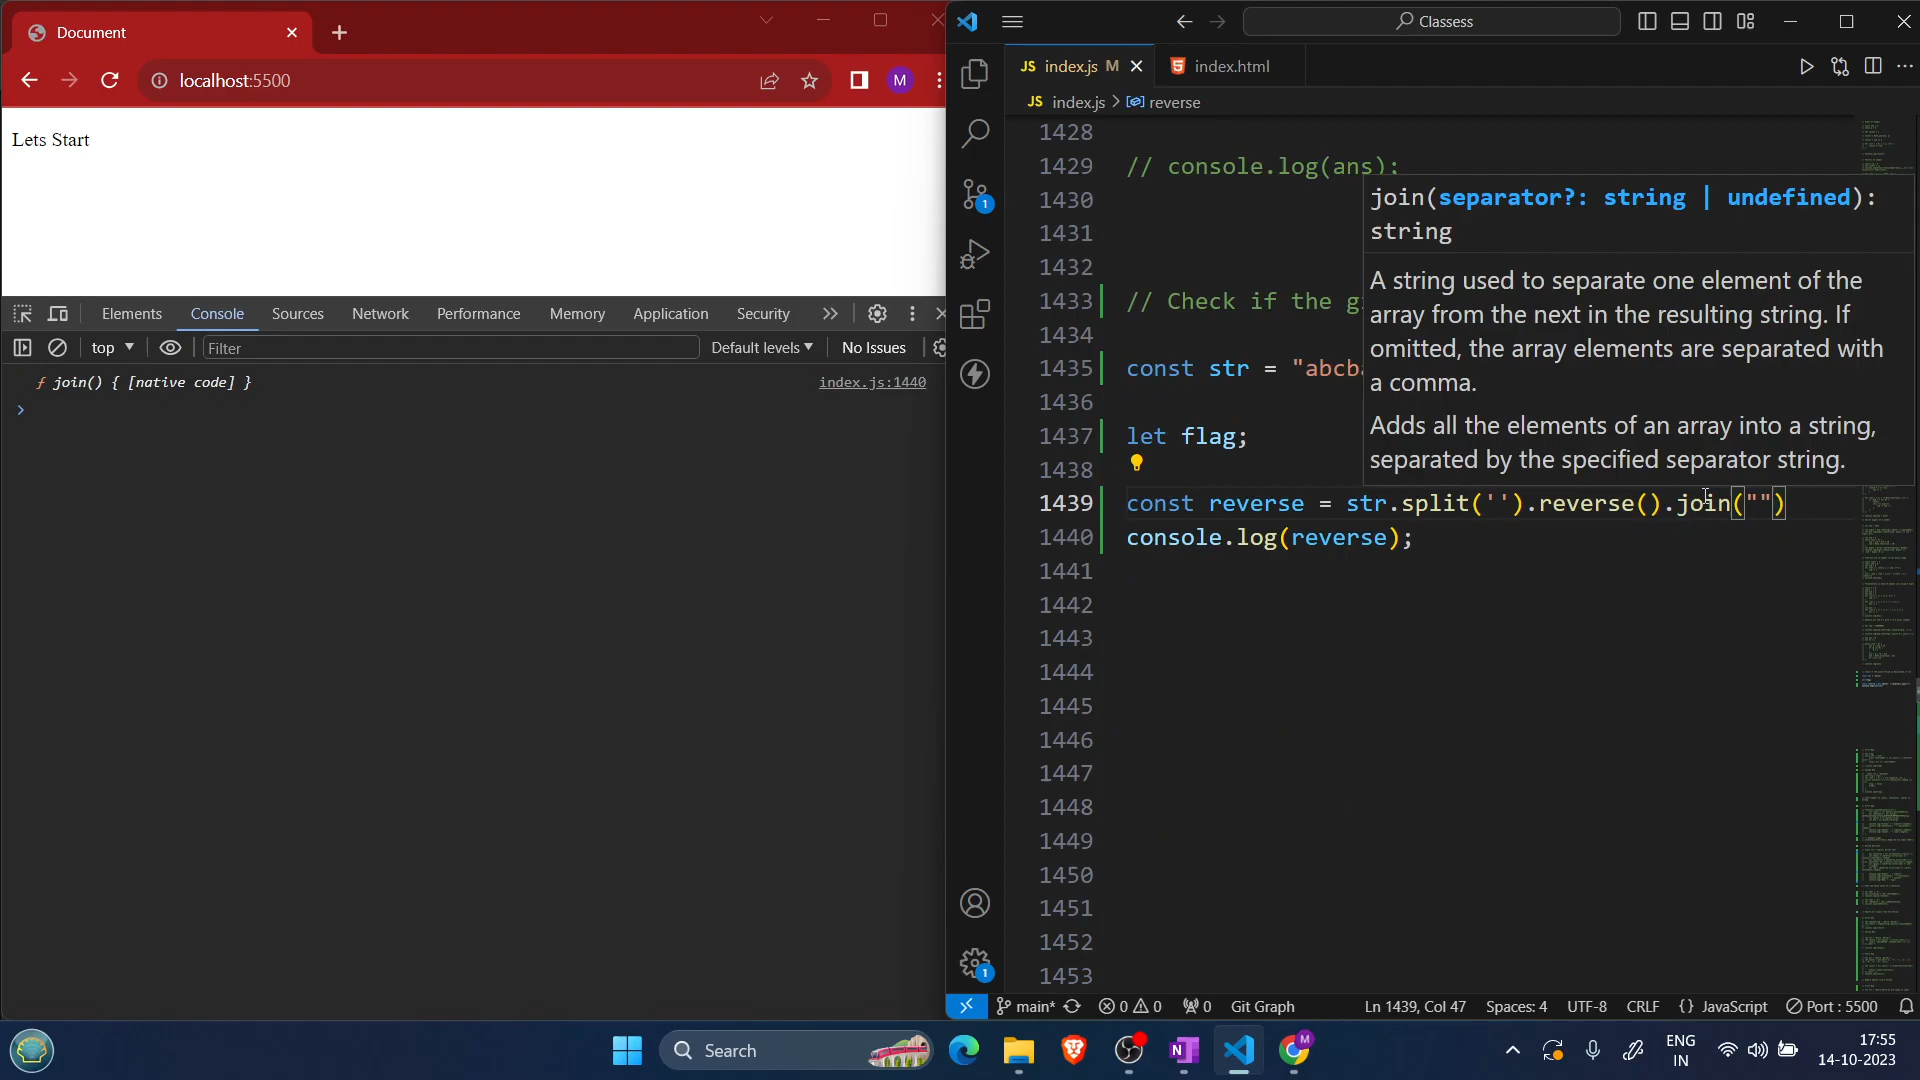 Document
localhost:5500
M
Lets Start
Elements Console Sources Network Performance Memory Application Security
top Filter Default levels No Issues
ƒ join() { [native code] } index.js:1440
Classess
JS index.js M index.html
JS index.js > reverse
1428
1429 // console.log(ans);
1430
1431
1432
1433 // Check if the g
1434
1435 const str = "abcba
1436
1437 let flag;
1438
1439 const reverse = str.split('').reverse().join("")
1440 console.log(reverse);
1441
1442
1443
1444
1445
1446
1447
1448
1449
1450
1451
1452
1453
join(separator?: string | undefined):
string
A string used to separate one element of the
array from the next in the resulting string. If
omitted, the array elements are separated with
a comma.
Adds all the elements of an array into a string,
separated by the specified separator string.
1
1
main* 0 0 0 Git Graph Ln 1439, Col 47 Spaces: 4 UTF-8 CRLF {} JavaScript Port : 5500
Search
N
M
ENG
IN
17:55
14-10-2023